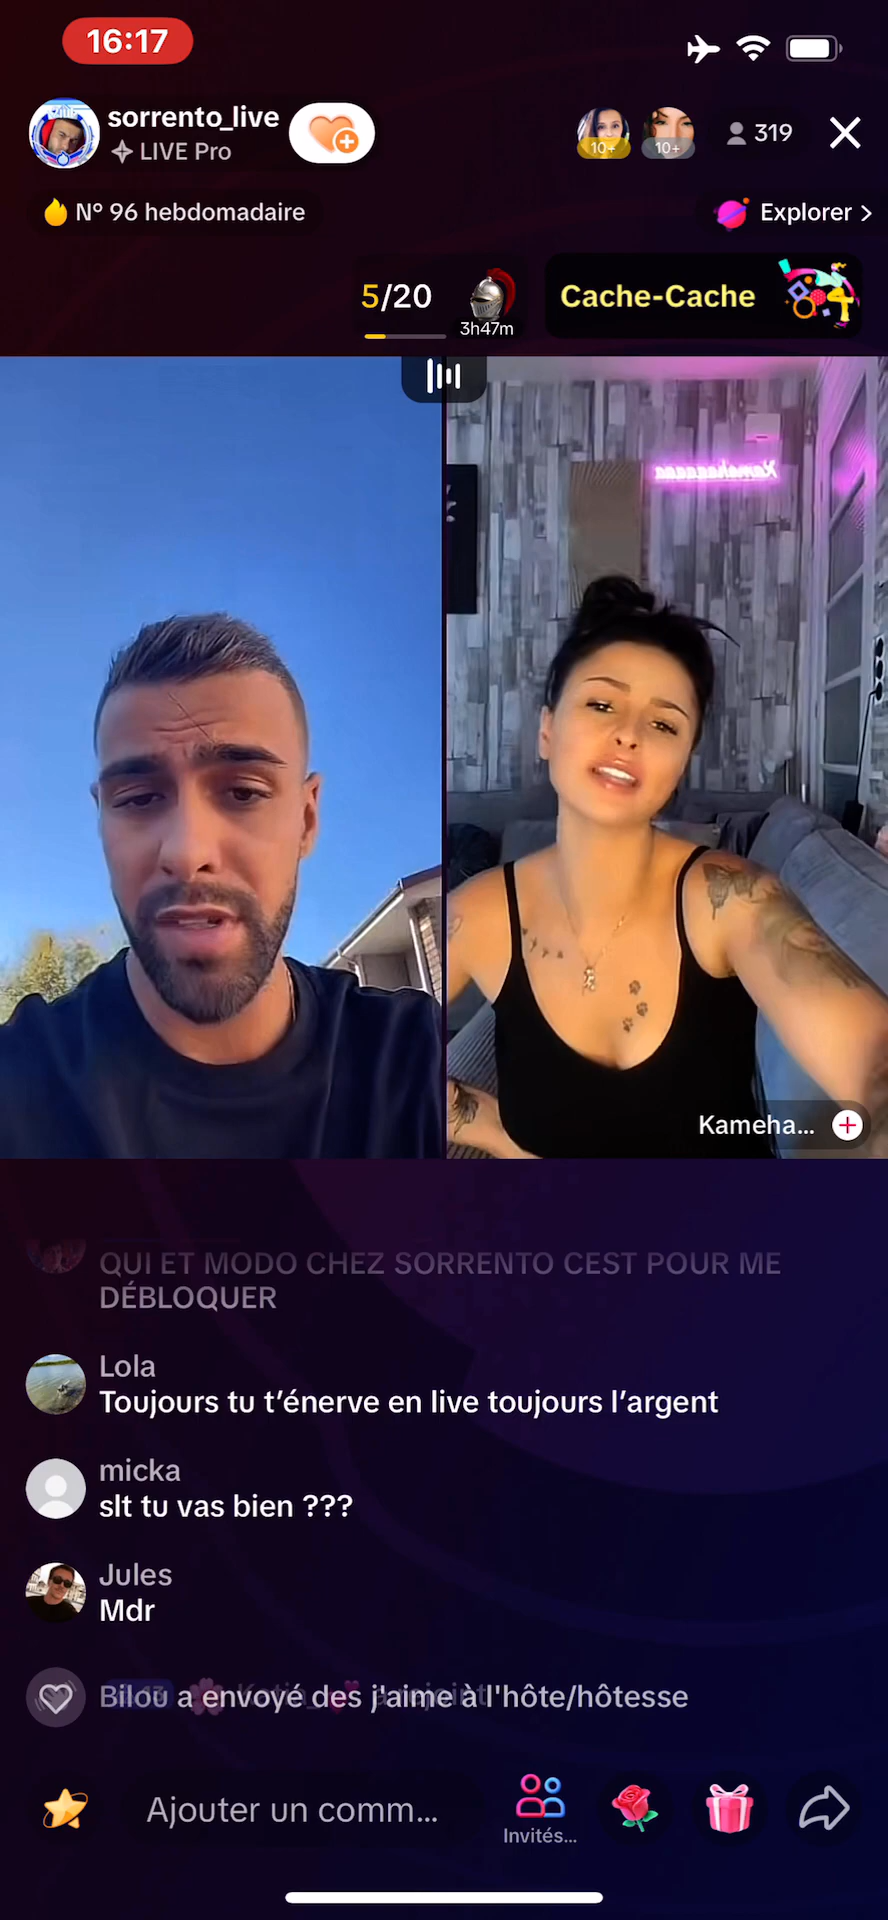 16:17
sorrento_live
LIVE Pro
10+
10+
319
N° 96 hebdomadaire
Explorer >
5/20
3h47m
Cache-Cache
Kameha...
QUI ET MODO CHEZ SORRENTO CEST POUR ME
DÉBLOQUER
Lola
Toujours tu t’énerve en live toujours l’argent
micka
slt tu vas bien ???
Jules
Mdr
Bilou a envoyé des j'aime à l'hôte/hôtesse
Ajouter un comm...
Invités...